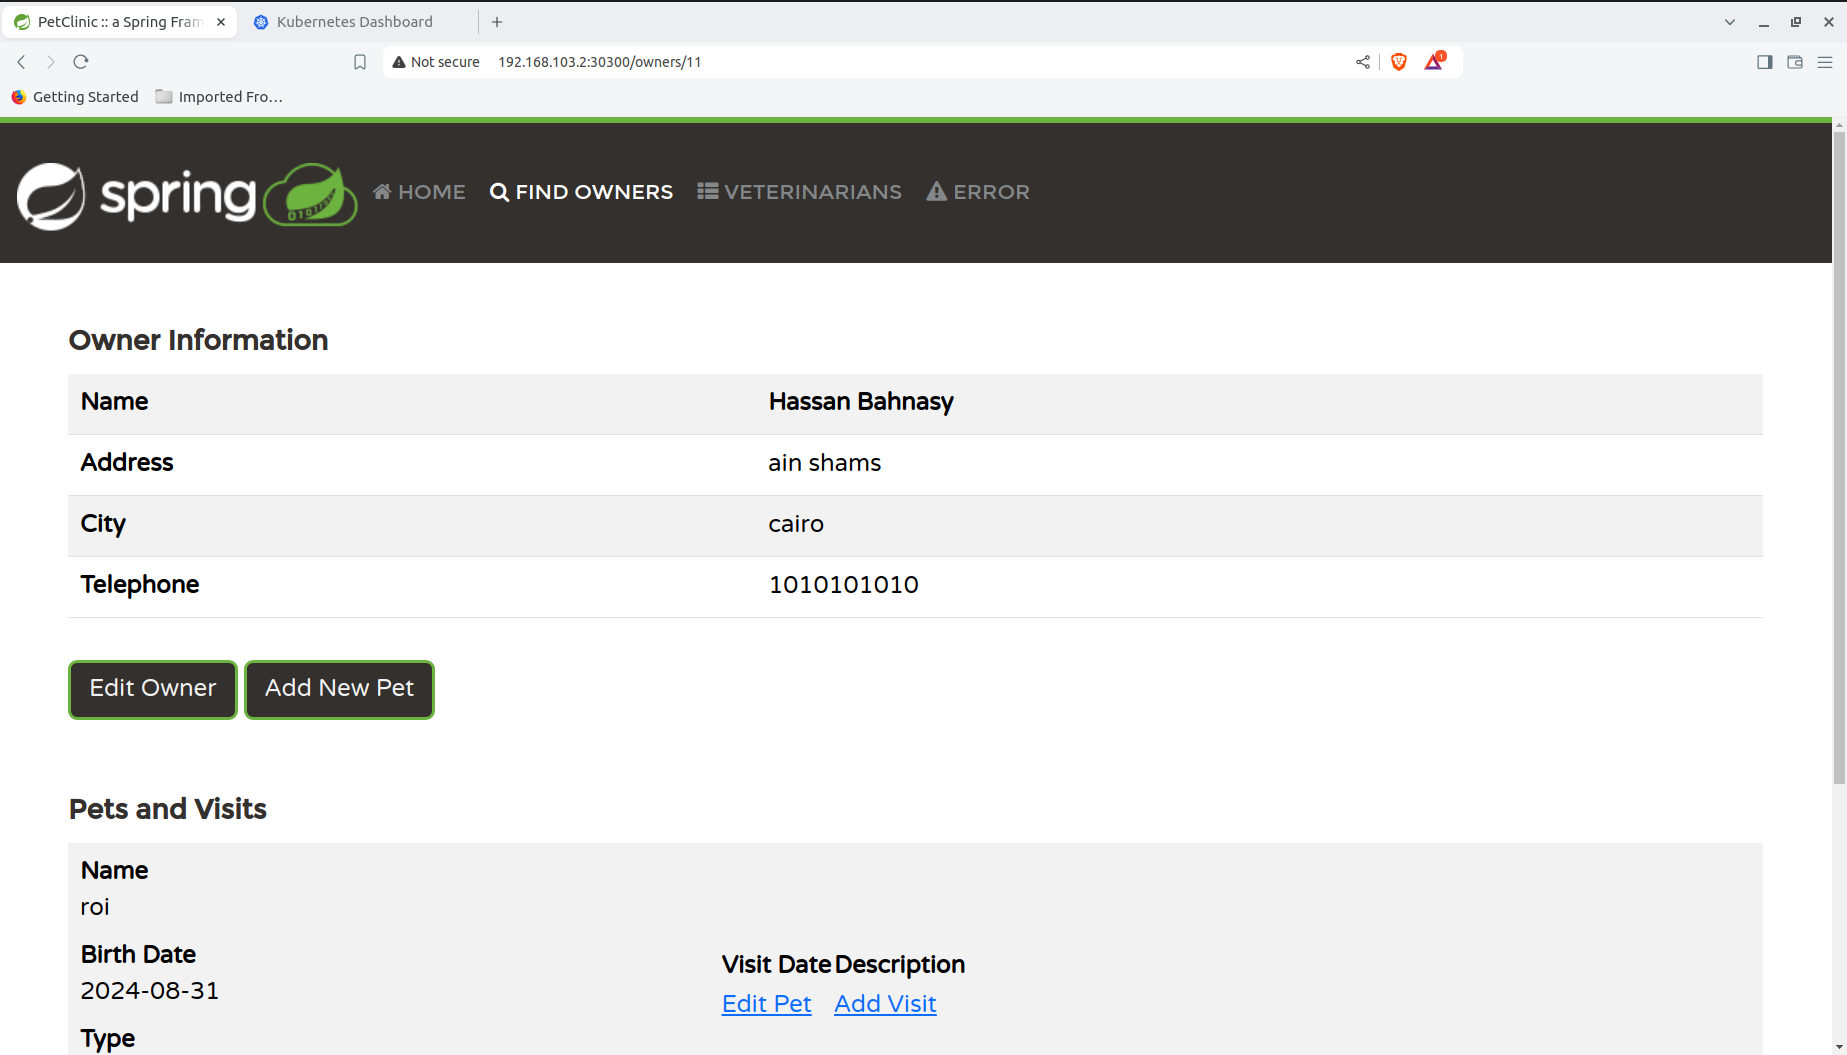 PetClinic :: a Spring Fram
Kubernetes Dashboard
Not secure 192.168.103.2:30300/owners/11
1
Getting Started Imported Fro…
spring HOME FIND OWNERS VETERINARIANS ERROR
Owner Information
Name Hassan Bahnasy
Address ain shams
City cairo
Telephone 1010101010
Edit Owner Add New Pet
Pets and Visits
Name
roi
Birth Date
2024-08-31
Type
Visit Date Description
Edit Pet Add Visit